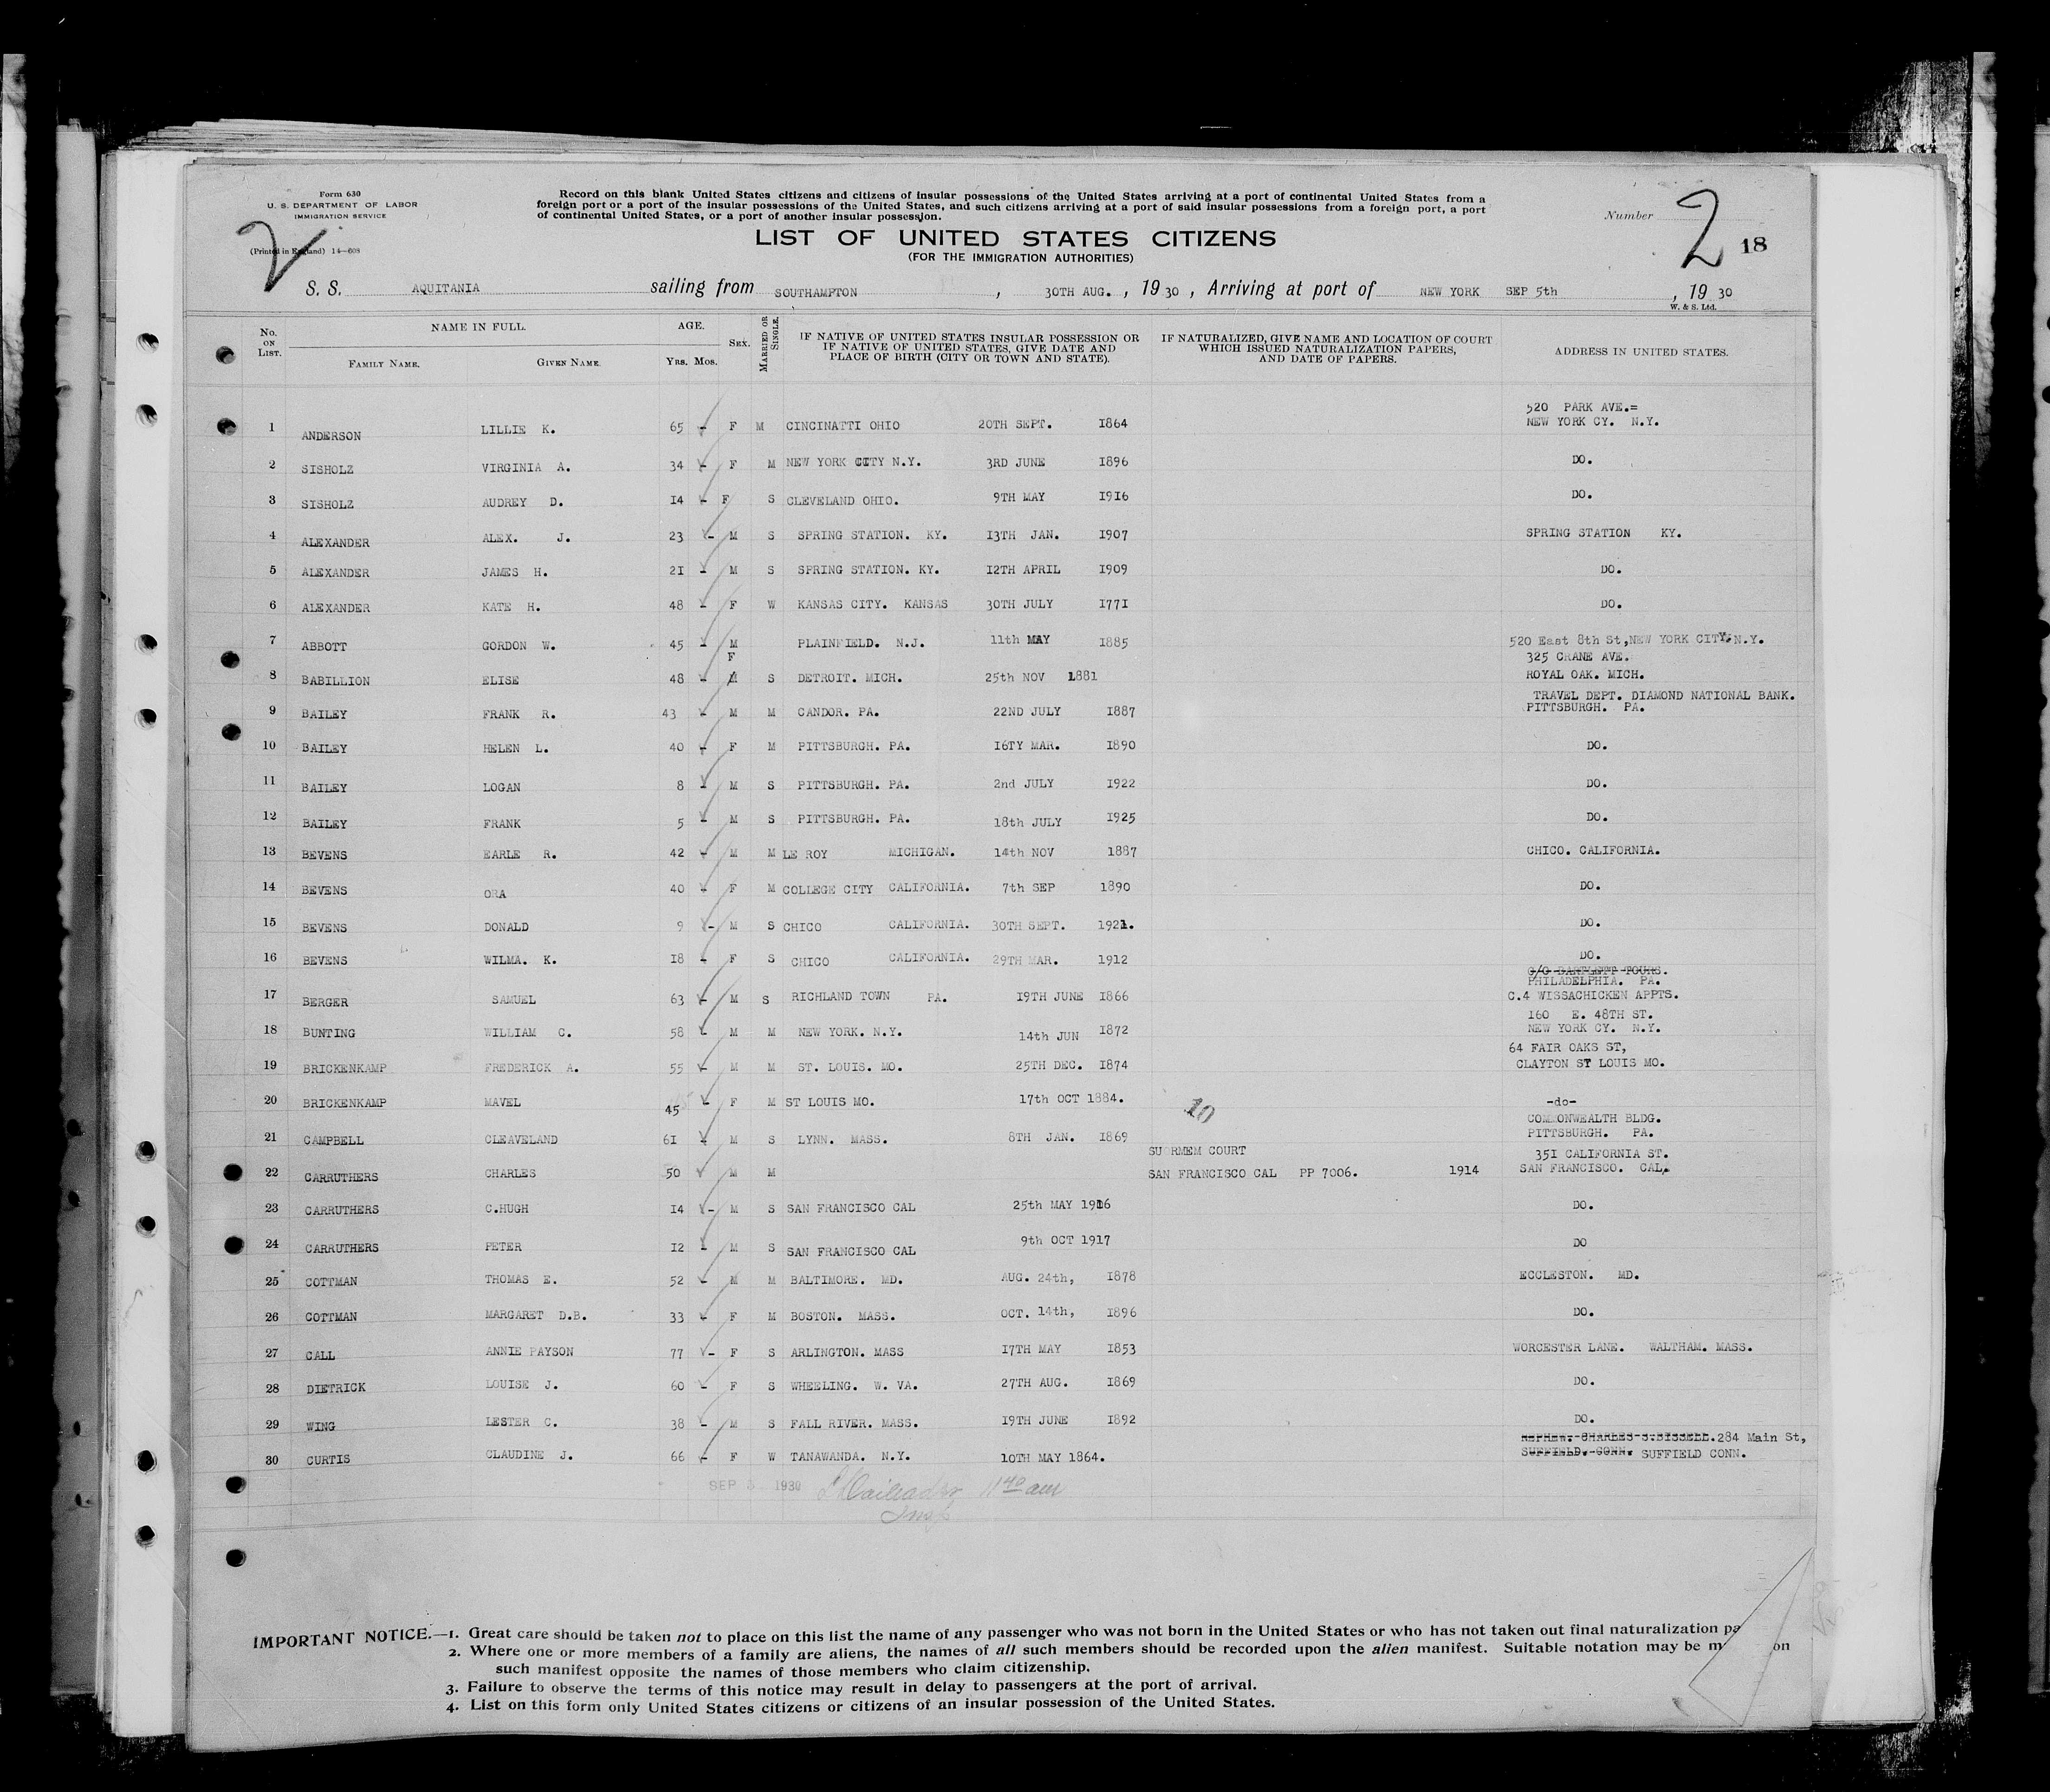 Form 630
U. S. DEPARTMENT OF LABOR
IMMIGRATION SERVICE
(Printed in England) 14—608
2
Record on this blank United States citizens and citizens of insular possessions of the United States arriving at a port of continental United States from a
foreign port or a port of the insular possessions of the United States, and such citizens arriving at a port of said insular possessions from a foreign port, a port
of continental United States, or a port of another insular possession.
Number 2 18
LIST OF UNITED STATES CITIZENS
(FOR THE IMMIGRATION AUTHORITIES)
S. S. AQUITANIA sailing from SOUTHAMPTON , 30TH AUG. , 19 30 , Arriving at port of NEW YORK SEP 5th , 19 30
W. & S. Ltd.
No. ON LIST. NAME IN FULL. FAMILY NAME. GIVEN NAME. AGE. YRS. MOS. SEX. MARRIED OR SINGLE. IF NATIVE OF UNITED STATES INSULAR POSSESSION OR IF NATIVE OF UNITED STATES, GIVE DATE AND PLACE OF BIRTH (CITY OR TOWN AND STATE). IF NATURALIZED, GIVE NAME AND LOCATION OF COURT WHICH ISSUED NATURALIZATION PAPERS, AND DATE OF PAPERS. ADDRESS IN UNITED STATES.
520 PARK AVE.=
1 ANDERSON LILLIE K. 65 - F M CINCINATTI OHIO 20TH SEPT. 1864 NEW YORK CY. N.Y.
2 SISHOLZ VIRGINIA A. 34 - F M NEW YORK CITY N.Y. 3RD JUNE 1896 DO.
3 SISHOLZ AUDREY D. 14 - F S CLEVELAND OHIO. 9TH MAY 1916 DO.
4 ALEXANDER ALEX. J. 23 - M S SPRING STATION. KY. 13TH JAN. 1907 SPRING STATION KY.
5 ALEXANDER JAMES H. 21 - M S SPRING STATION. KY. 12TH APRIL 1909 DO.
6 ALEXANDER KATE H. 48 - F W KANSAS CITY. KANSAS 30TH JULY 1771 DO.
7 ABBOTT GORDON W. 45 - M PLAINFIELD. N.J. 11th MAY 1885 520 East 8th St,NEW YORK CITY.N.Y.
F 325 CRANE AVE.
8 BABILLION ELISE 48 - M S DETROIT. MICH. 25th NOV 1881 ROYAL OAK. MICH.
TRAVEL DEPT. DIAMOND NATIONAL BANK.
9 BAILEY FRANK R. 43 - M M CANDOR. PA. 22ND JULY 1887 PITTSBURGH. PA.
10 BAILEY HELEN L. 40 - F M PITTSBURGH. PA. 16TY MAR. 1890 DO.
11 BAILEY LOGAN 8 - M S PITTSBURGH. PA. 2nd JULY 1922 DO.
12 BAILEY FRANK 5 - M S PITTSBURGH. PA. 18th JULY 1925 DO.
13 BEVENS EARLE R. 42 - M M LE ROY MICHIGAN. 14th NOV 1887 CHICO. CALIFORNIA.
14 BEVENS ORA 40 - F M COLLEGE CITY CALIFORNIA. 7th SEP 1890 DO.
15 BEVENS DONALD 9 - M S CHICO CALIFORNIA. 30TH SEPT. 1921. DO.
16 BEVENS WILMA. K. 18 - F S CHICO CALIFORNIA. 29TH MAR. 1912 DO.
C/O BARTLETT TOURS.
PHILADELPHIA. PA.
17 BERGER SAMUEL 63 - M S RICHLAND TOWN PA. 19TH JUNE 1866 C.4 WISSACHICKEN APPTS.
160 E. 48TH ST.
18 BUNTING WILLIAM C. 58 - M M NEW YORK. N.Y. 14th JUN 1872 NEW YORK CY. N.Y.
64 FAIR OAKS ST,
19 BRICKENKAMP FREDERICK A. 55 - M M ST. LOUIS. MO. 25TH DEC. 1874 CLAYTON ST LOUIS MO.
20 BRICKENKAMP MAVEL 45 - F M ST LOUIS MO. 17th OCT 1884. 10 -do-
COMMONWEALTH BLDG.
21 CAMPBELL CLEAVELAND 61 - M S LYNN. MASS. 8TH JAN. 1869 PITTSBURGH. PA.
SUORMEM COURT 351 CALIFORNIA ST.
22 CARRUTHERS CHARLES 50 M M SAN FRANCISCO CAL PP 7006. 1914 SAN FRANCISCO. CAL.
23 CARRUTHERS C.HUGH 14 - M S SAN FRANCISCO CAL 25th MAY 1916 DO.
24 CARRUTHERS PETER 12 - M S SAN FRANCISCO CAL 9th OCT 1917 DO
25 COTTMAN THOMAS E. 52 - M M BALTIMORE. MD. AUG. 24th, 1878 ECCLESTON. MD.
26 COTTMAN MARGARET D.B. 33 - F M BOSTON. MASS. OCT. 14th, 1896 DO.
27 CALL ANNIE PAYSON 77 - F S ARLINGTON. MASS 17TH MAY 1853 WORCESTER LANE. WALTHAM. MASS.
28 DIETRICK LOUISE J. 60 - F S WHEELING. W. VA. 27TH AUG. 1869 DO.
29 WING LESTER C. 38 - M S FALL RIVER. MASS. 19TH JUNE 1892 DO.
NEPHEW. CHARLES S.BISSELL.284 Main St,
30 CURTIS CLAUDINE J. 66 - F W TANAWANDA. N.Y. 10TH MAY 1864. SUFFIELD. CONN. SUFFIELD CONN.
SEP 5 1930 11 40 am
IMPORTANT NOTICE.—1. Great care should be taken not to place on this list the name of any passenger who was not born in the United States or who has not taken out final naturalization pa
2. Where one or more members of a family are aliens, the names of all such members should be recorded upon the alien manifest. Suitable notation may be m on
such manifest opposite the names of those members who claim citizenship.
3. Failure to observe the terms of this notice may result in delay to passengers at the port of arrival.
4. List on this form only United States citizens or citizens of an insular possession of the United States.